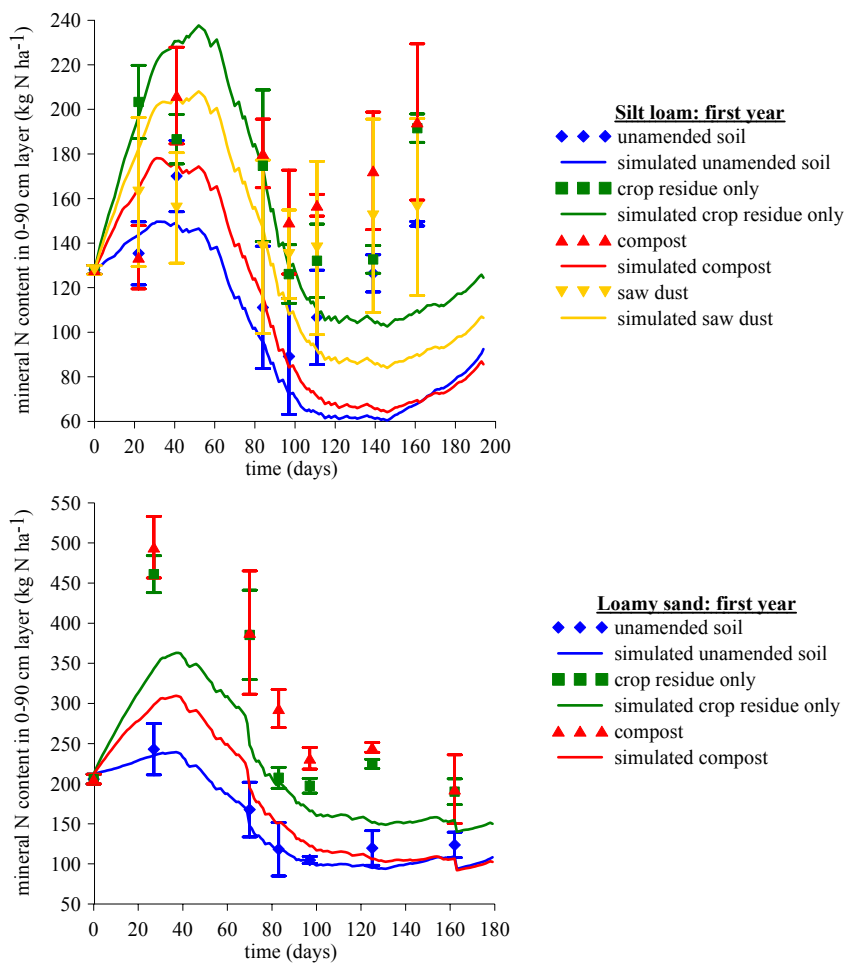 mineral N content in 0-90 cm layer (kg N ha-1)
240
220
200
180
160
140
120
100
80
60
0 20 40 60 80 100 120 140 160 180 200
time (days)
Silt loam: first year
unamended soil
simulated unamended soil
crop residue only
simulated crop residue only
compost
simulated compost
saw dust
simulated saw dust
mineral N content in 0-90 cm layer (kg N ha-1)
550
500
450
400
350
300
250
200
150
100
50
0 20 40 60 80 100 120 140 160 180
time (days)
Loamy sand: first year
unamended soil
simulated unamended soil
crop residue only
simulated crop residue only
compost
simulated compost